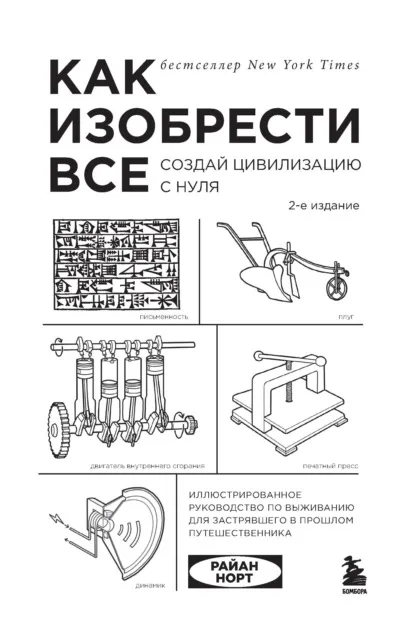 бестселлер New York Times
КАК
ИЗОБРЕСТИ
ВСЕ
СОЗДАЙ ЦИВИЛИЗАЦИЮ
С НУЛЯ
2-е издание
письменность
плуг
двигатель внутреннего сгорания
печатный пресс
динамик
ИЛЛЮСТРИРОВАННОЕ
РУКОВОДСТВО ПО ВЫЖИВАНИЮ
ДЛЯ ЗАСТРЯВШЕГО В ПРОШЛОМ
ПУТЕШЕСТВЕННИКА
РАЙАН
НОРТ
БОМБОРА